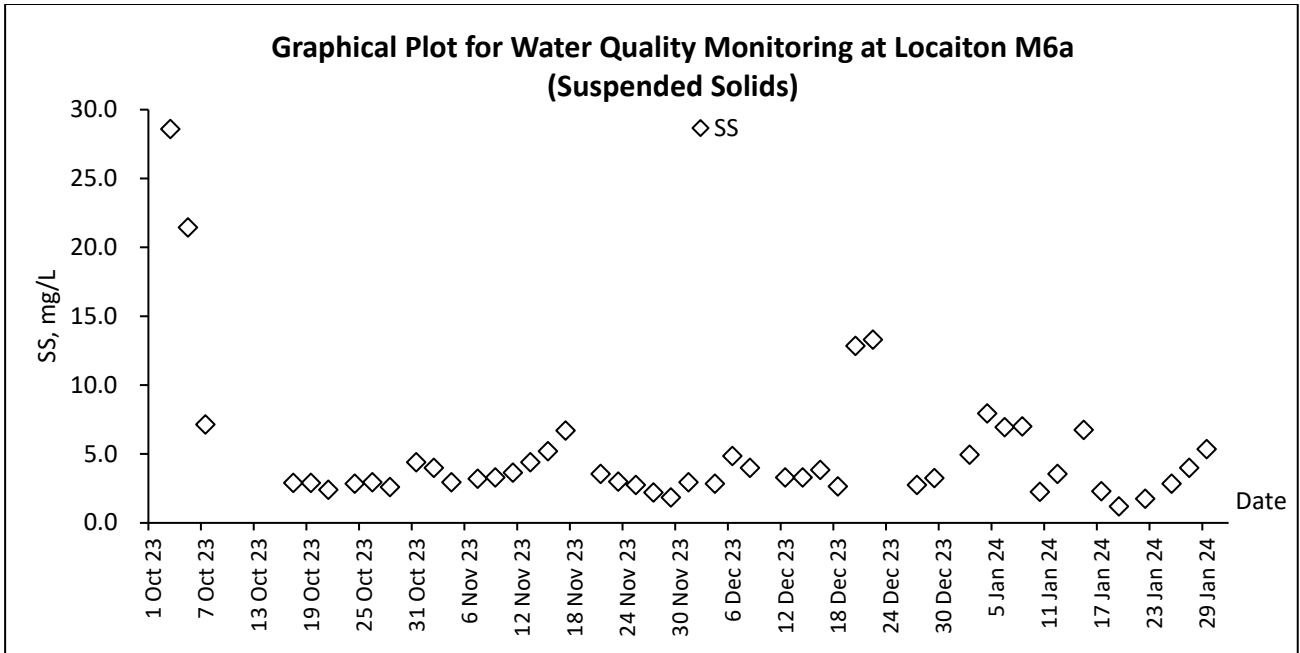 Graphical Plot for Water Quality Monitoring at Locaiton M6a
(Suspended Solids)
30.0
SS
25.0
20.0
15.0
10.0
5.0
0.0
SS, mg/L
Date
1 Oct 23
7 Oct 23
13 Oct 23
19 Oct 23
25 Oct 23
31 Oct 23
6 Nov 23
12 Nov 23
18 Nov 23
24 Nov 23
30 Nov 23
6 Dec 23
12 Dec 23
18 Dec 23
24 Dec 23
30 Dec 23
5 Jan 24
11 Jan 24
17 Jan 24
23 Jan 24
29 Jan 24